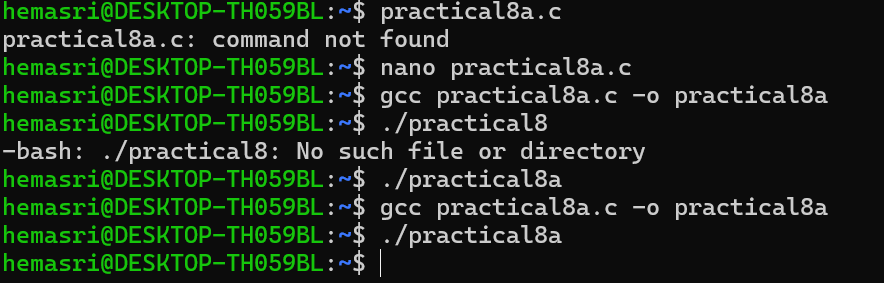 hemasri@DESKTOP-TH059BL:~$ practical8a.c
practical8a.c: command not found
hemasri@DESKTOP-TH059BL:~$ nano practical8a.c
hemasri@DESKTOP-TH059BL:~$ gcc practical8a.c -o practical8a
hemasri@DESKTOP-TH059BL:~$ ./practical8
-bash: ./practical8: No such file or directory
hemasri@DESKTOP-TH059BL:~$ ./practical8a
hemasri@DESKTOP-TH059BL:~$ gcc practical8a.c -o practical8a
hemasri@DESKTOP-TH059BL:~$ ./practical8a
hemasri@DESKTOP-TH059BL:~$